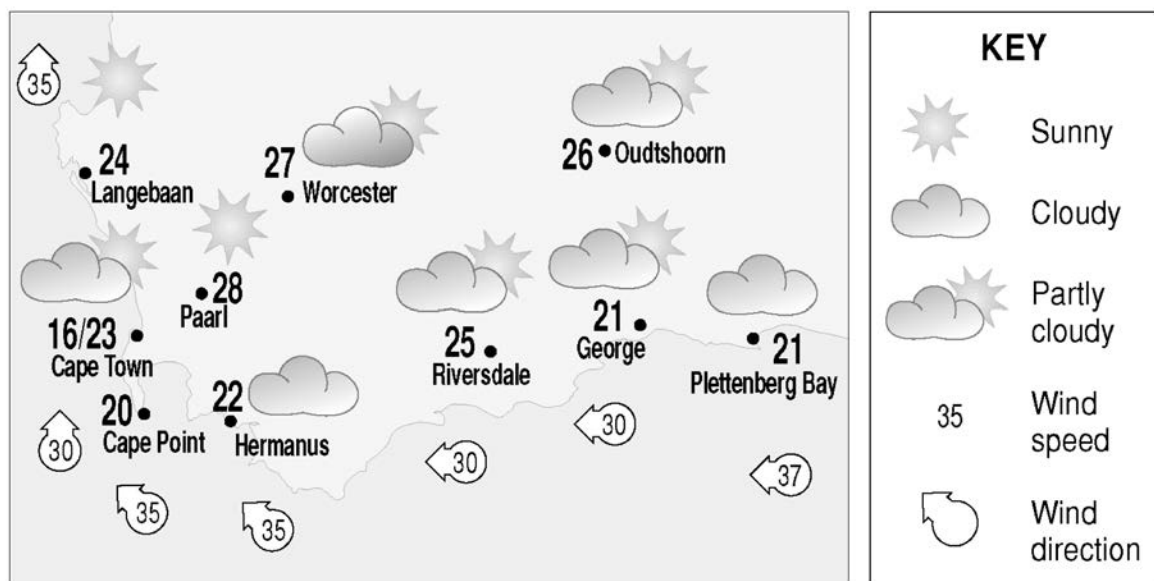 35
24
Langebaan
27
Worcester
26
Oudtshoorn
28
Paarl
16/23
Cape Town
20
Cape Point
22
Hermanus
25
Riversdale
21
George
21
Plettenberg Bay
30
35
35
30
30
37
KEY
Sunny
Cloudy
Partly
cloudy
35
Wind
speed
Wind
direction